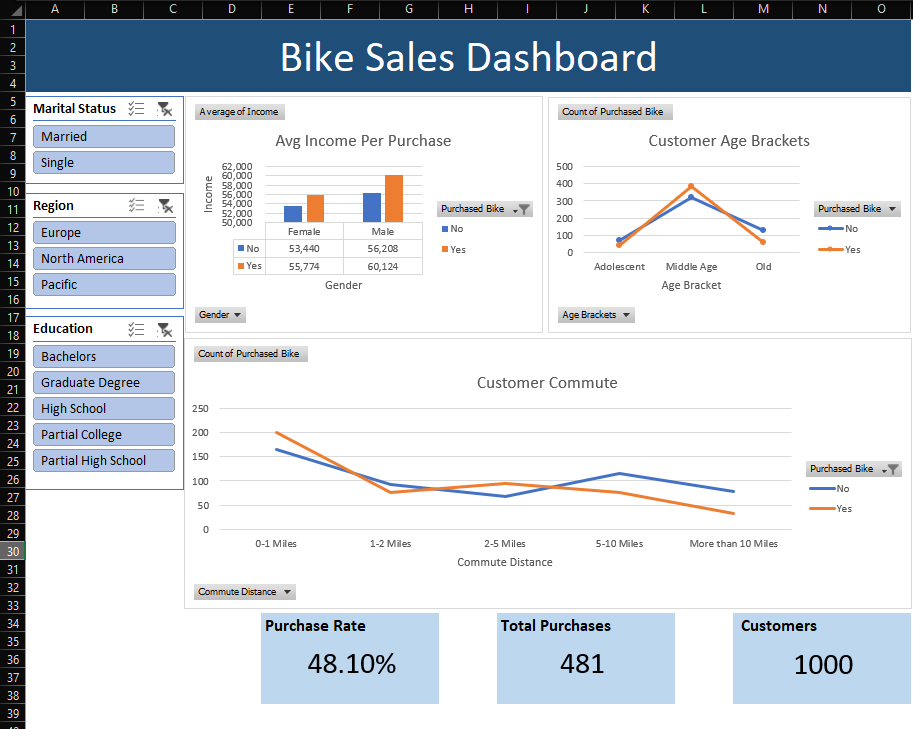 A B C D E F G H I J K L M N O
1
2
3
4
5
6
7
8
9
10
11
12
13
14
15
16
17
18
19
20
21
22
23
24
25
26
27
28
29
30
31
32
33
34
35
36
37
38
39
Bike Sales Dashboard
Marital Status
Married
Single
Region
Europe
North America
Pacific
Education
Bachelors
Graduate Degree
High School
Partial College
Partial High School
Average of Income
Avg Income Per Purchase
62,000
60,000
58,000
56,000
54,000
52,000
50,000
Income
Female Male
No 53,440 56,208
Yes 55,774 60,124
Gender
Purchased Bike
No
Yes
Gender
Count of Purchased Bike
Customer Age Brackets
500
400
300
200
100
0
Adolescent Middle Age Old
Age Bracket
Purchased Bike
No
Yes
Age Brackets
Count of Purchased Bike
Customer Commute
250
200
150
100
50
0
0-1 Miles 1-2 Miles 2-5 Miles 5-10 Miles More than 10 Miles
Commute Distance
Purchased Bike
No
Yes
Commute Distance
Purchase Rate
48.10%
Total Purchases
481
Customers
1000